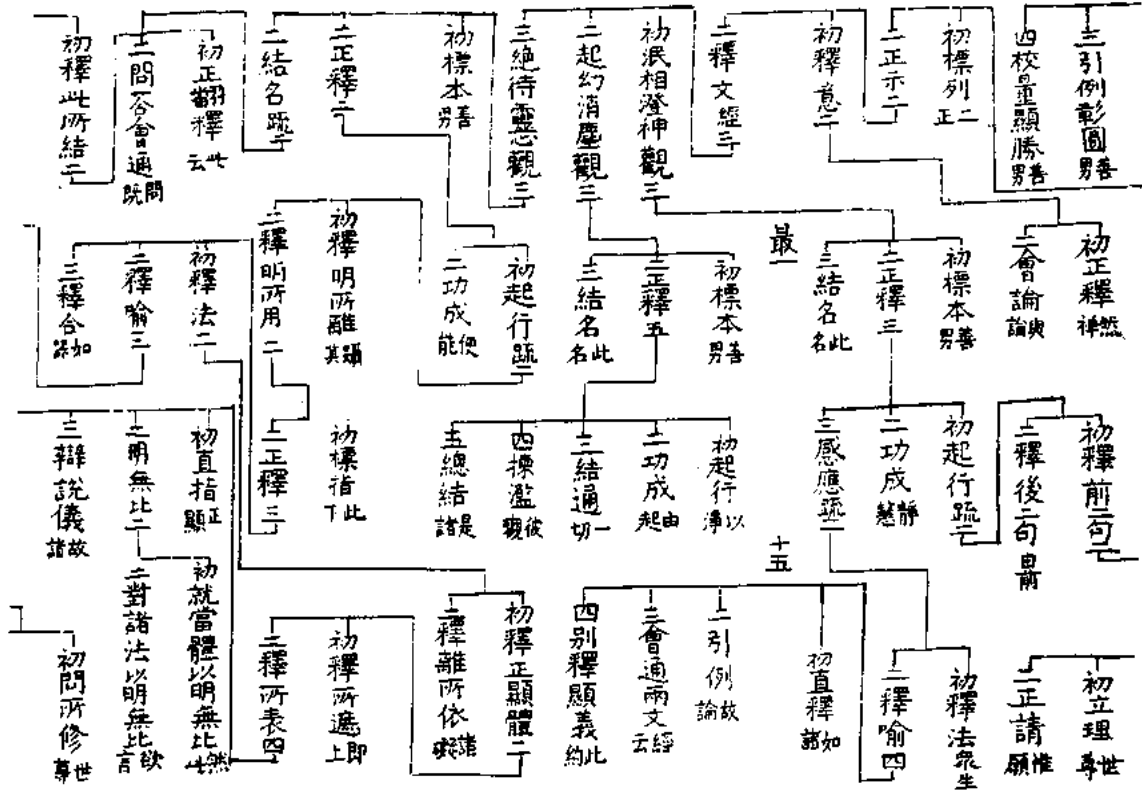 三引例彰圓善男
四校量顯勝善男
初標列二正
二正示二
初釋意二
二釋文經三
初泯相澄神觀三
二起幻消塵觀三
三絕待靈心觀三
初標本善男
二正釋二
二結名疏二
初正翻釋此云
二問答會通問既
初釋此所結二
初正釋然禪
二會論與論
初標本善男
二正釋三
三結名此名
最一
初標本善男
二正釋五
三結名此名
初起行疏二
二功成便能
初釋明所離躡其
二釋明所用二
初釋法二
二釋喻三
三釋合如器
初釋前二句二
二釋後二句由前
初起行疏二
二功成靜慧
三感應疏二
初起行以淨
二功成由起
三結通一切
四揀濫彼觀
五總結是諸
初標指此下
二正釋三
初直指正顯
二明無比二
三辯說儀故諸
初立理世尊
二正請惟願
初釋法眾生
二釋喻四
十五
初直釋如諸
二引例故論
三會通兩文經云
四別釋顯義此約
初釋正顯體二
二釋離所依諸礙
初釋所遮即上
二釋所表四
初就當體以明無比然此
二對諸法以明無比欲言
初問所修世尊